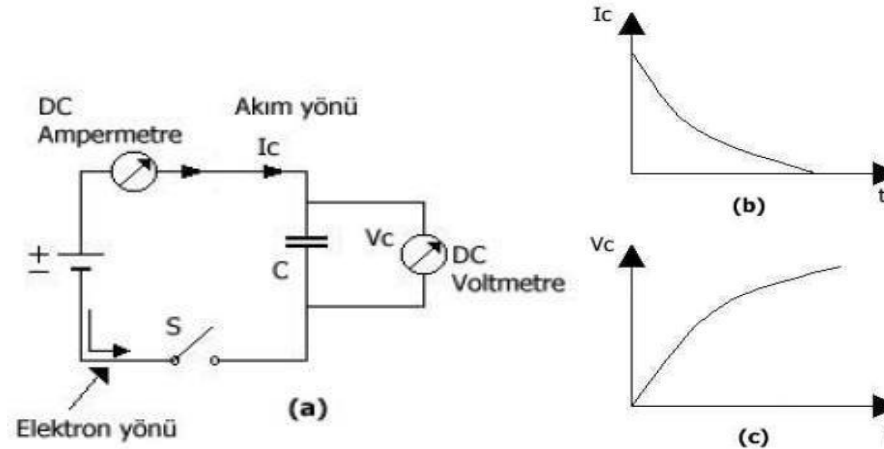 DC
Ampermetre
Akım yönü
Ic
+
−
C
Vc
DC
Voltmetre
S
(a)
Elektron yönü
Ic
t
(b)
Vc
(c)